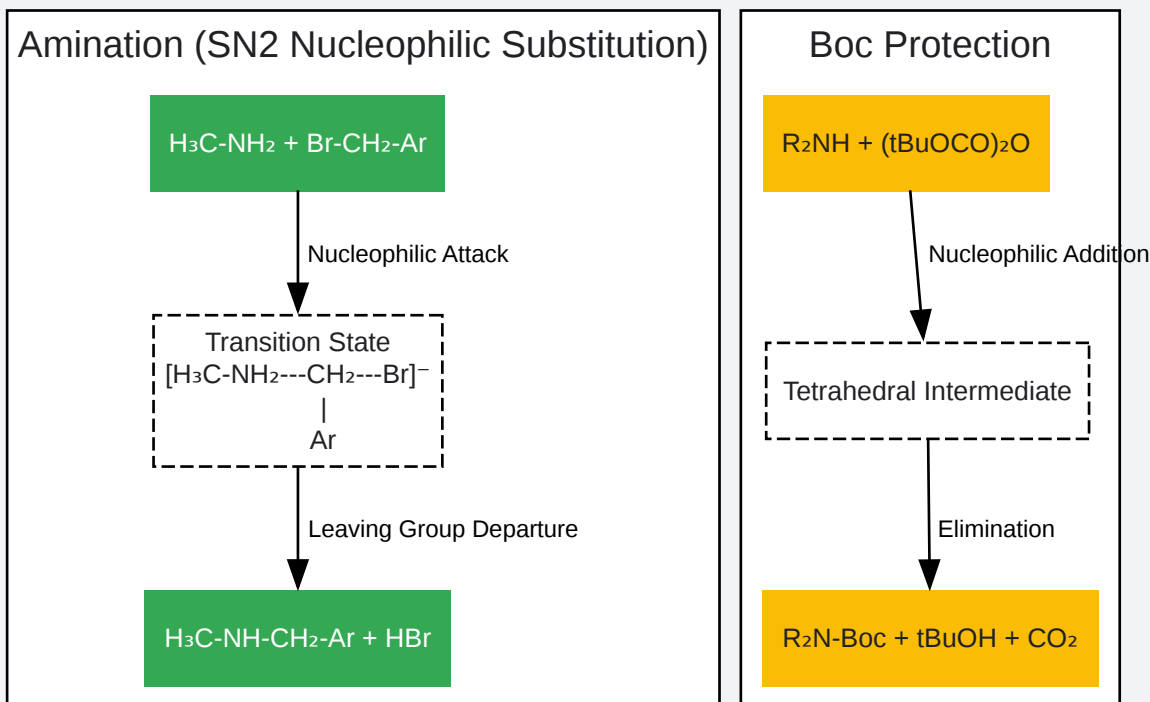 Amination (SN2 Nucleophilic Substitution)
H₃C-NH₂ + Br-CH₂-Ar
Nucleophilic Attack
Transition State
[H₃C-NH₂---CH₂---Br]⁻
|
Ar
Leaving Group Departure
H₃C-NH-CH₂-Ar + HBr
Boc Protection
R₂NH + (tBuOCO)₂O
Nucleophilic Addition
Tetrahedral Intermediate
Elimination
R₂N-Boc + tBuOH + CO₂